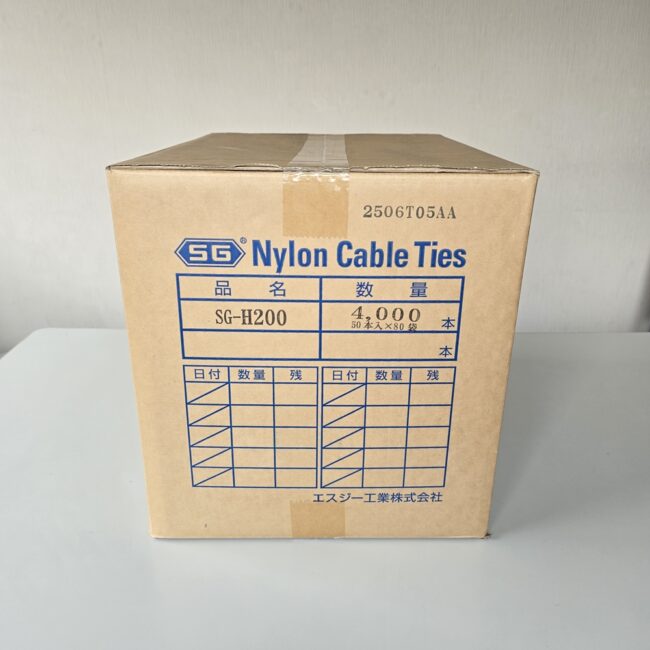 2506T05AA
SG® Nylon Cable Ties
品名 数量
SG-H200 4,000 本
50本入×80袋
本
日付 数量 残 日付 数量 残
エスジー工業株式会社